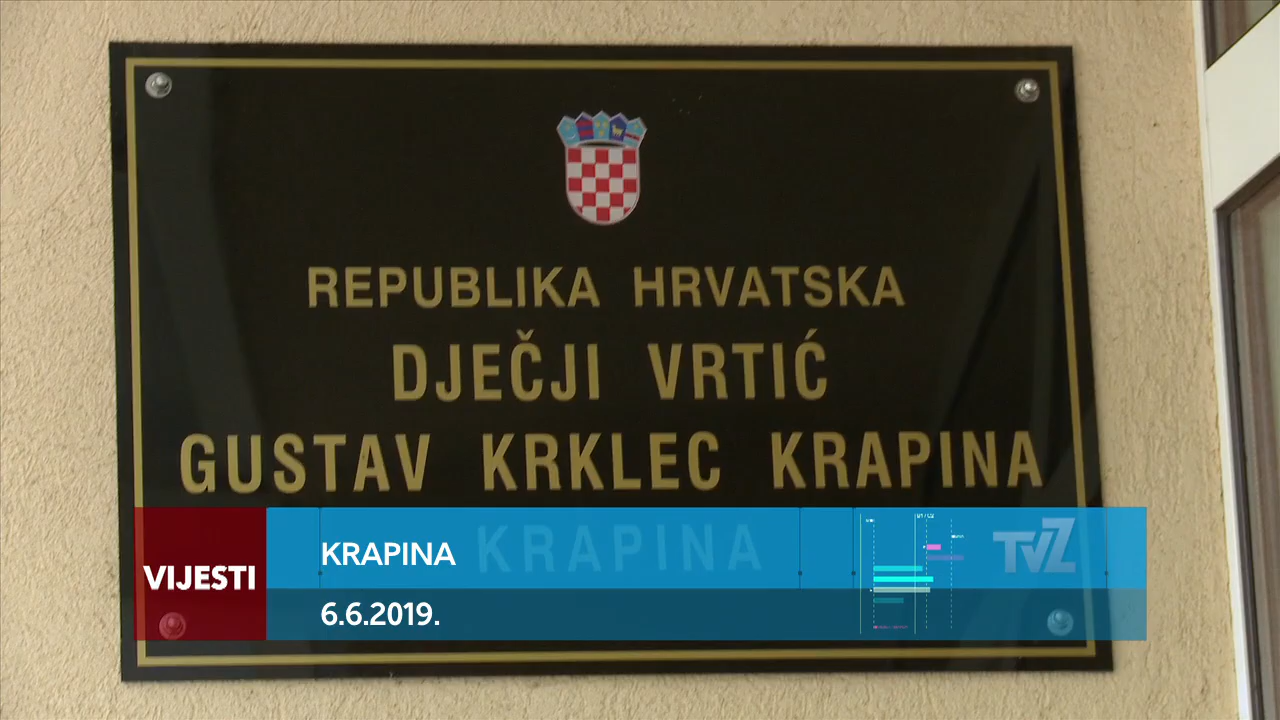 REPUBLIKA HRVATSKA
DJEČJI VRTIĆ
GUSTAV KRKLEC KRAPINA
KRAPINA
VIJESTI
KRAPINA
6.6.2019.
TVZ